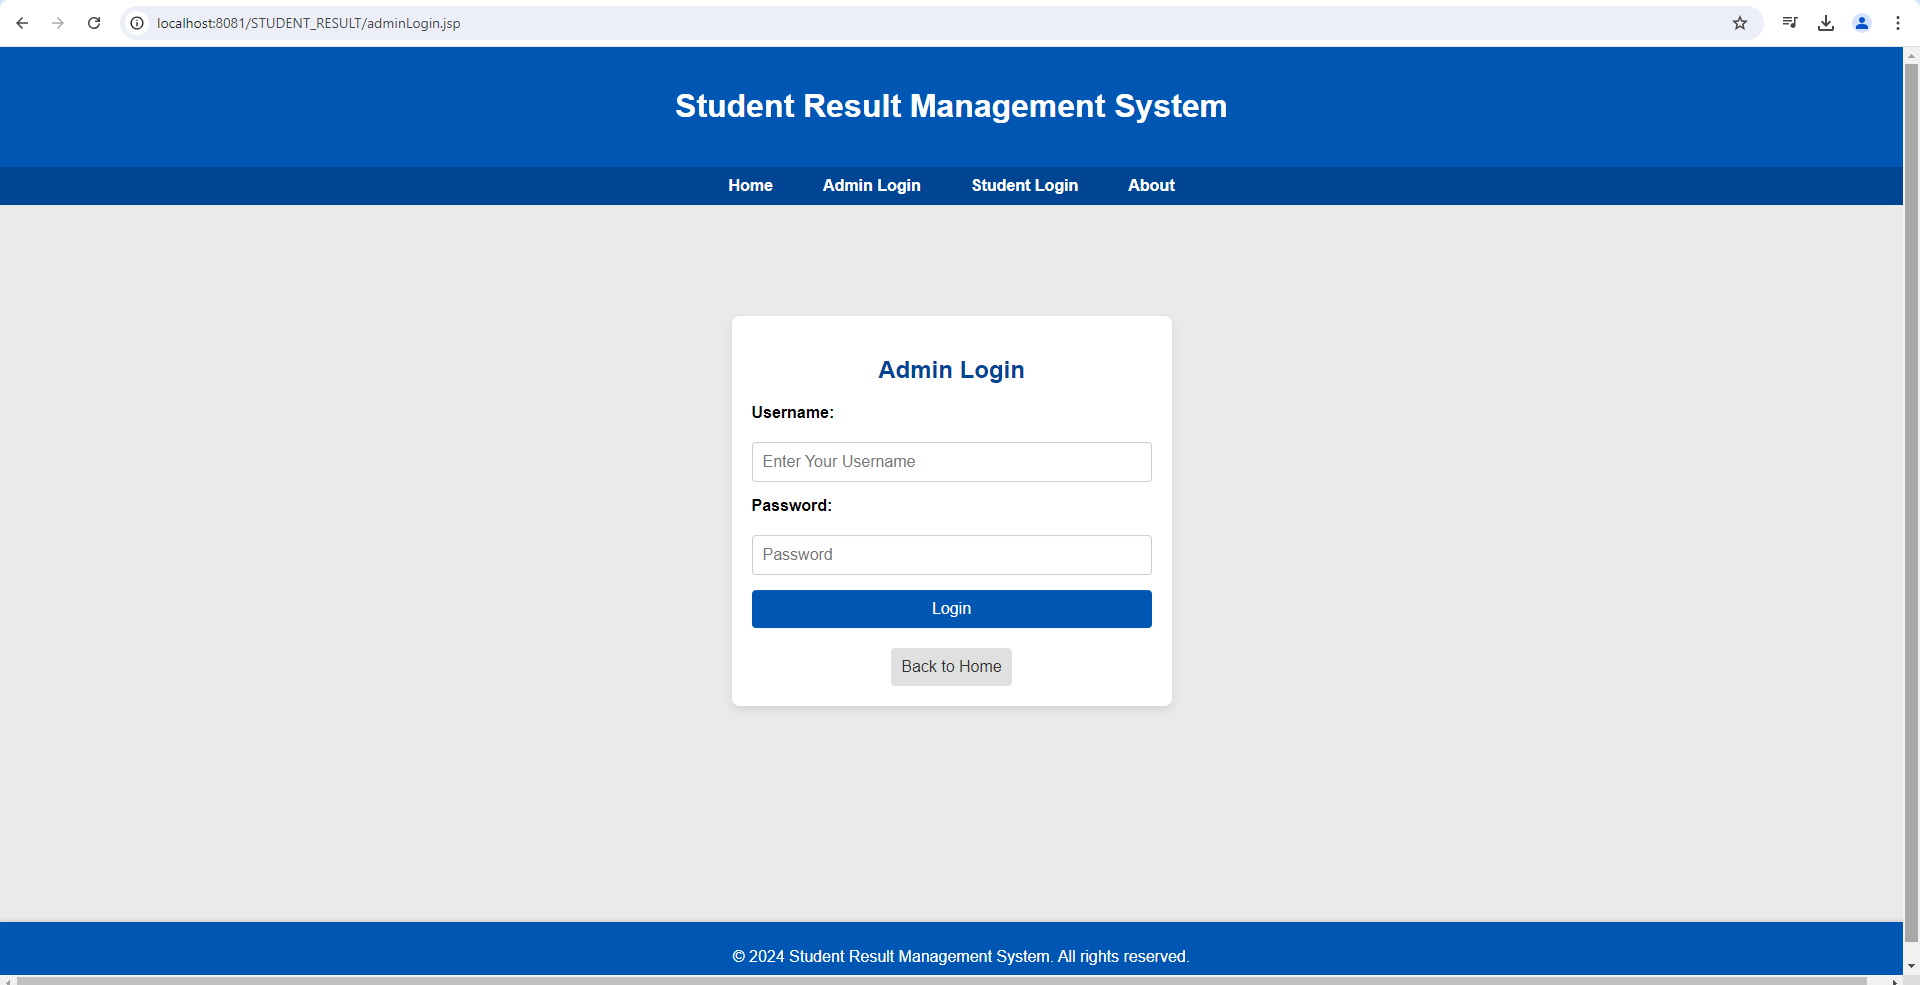 localhost:8081/STUDENT_RESULT/adminLogin.jsp
Student Result Management System
Home Admin Login Student Login About
Admin Login
Username:
Enter Your Username
Password:
Password
Login
Back to Home
© 2024 Student Result Management System. All rights reserved.